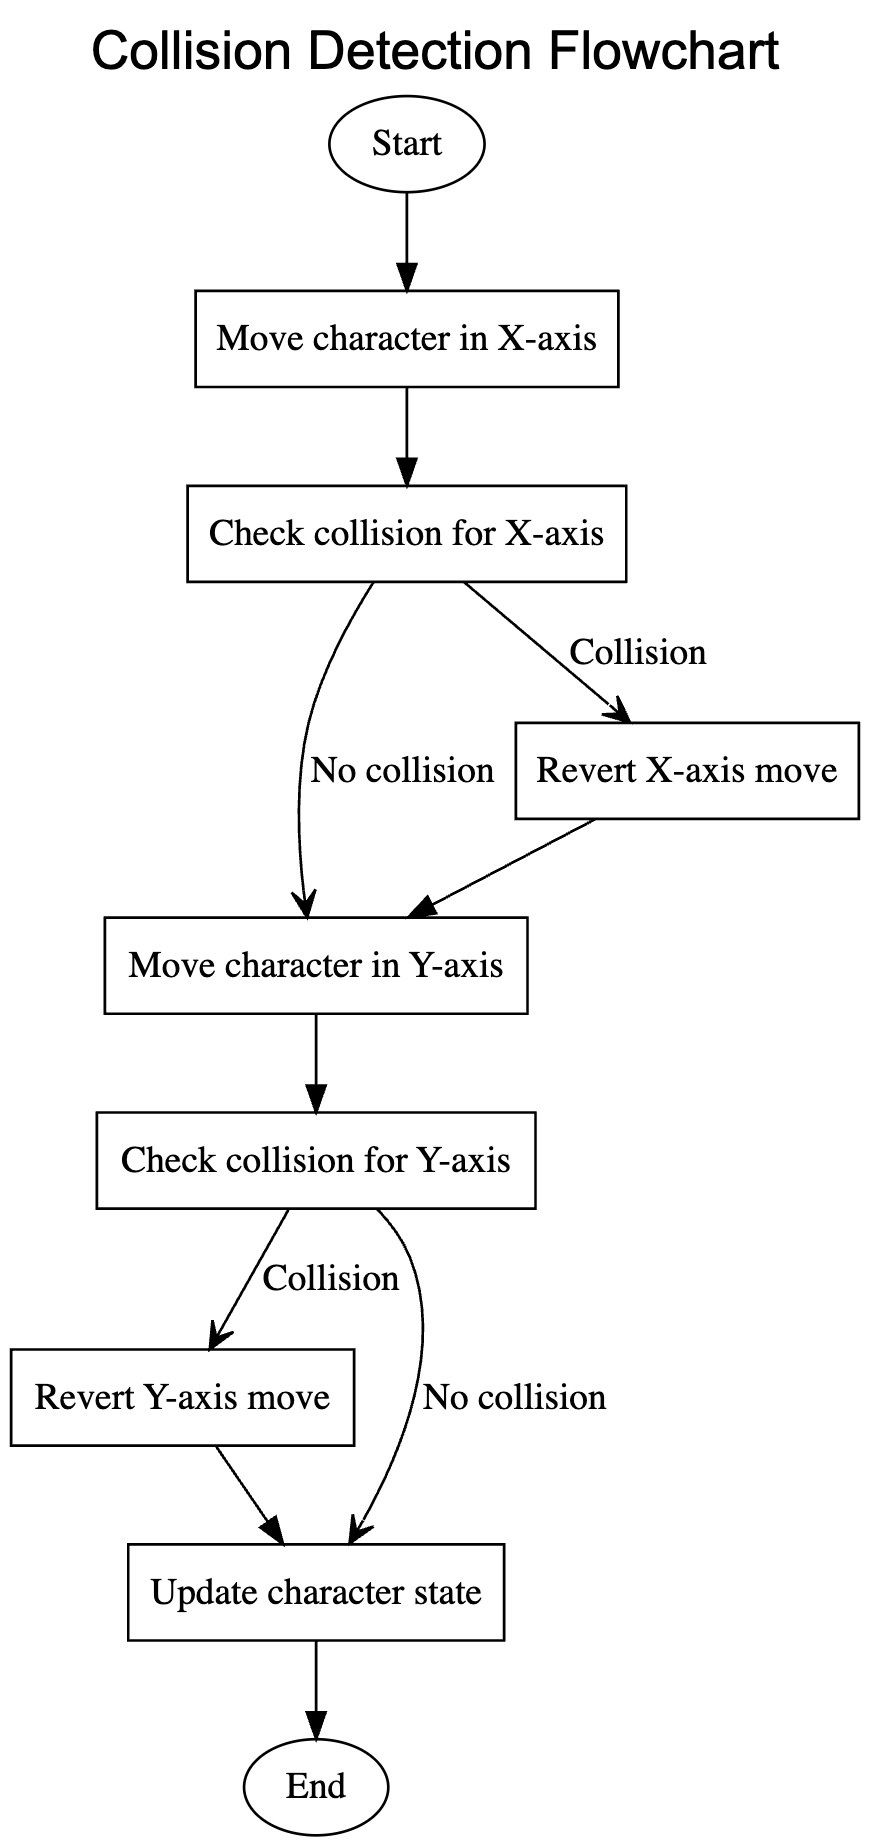 Collision Detection Flowchart
Start
Move character in X-axis
Check collision for X-axis
Collision
No collision
Revert X-axis move
Move character in Y-axis
Check collision for Y-axis
Collision
Revert Y-axis move
No collision
Update character state
End